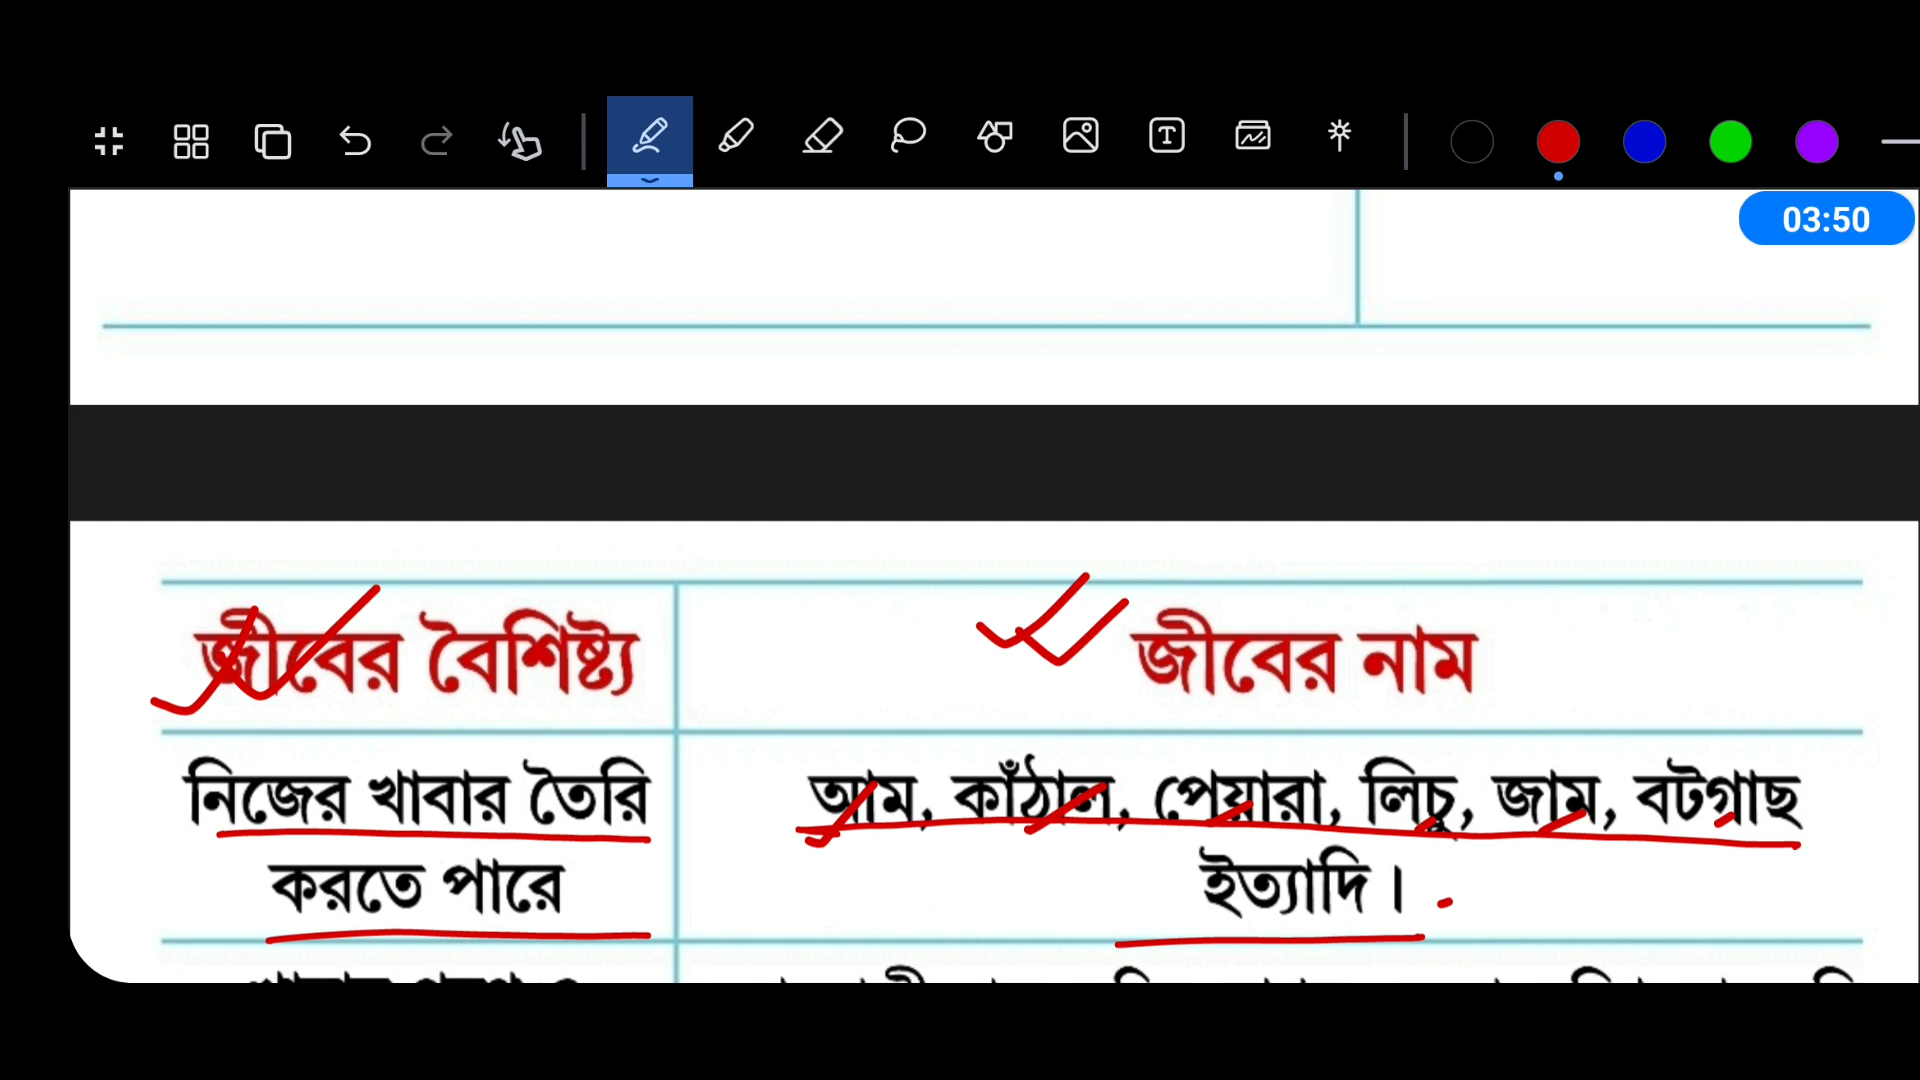 03:50
জীবের বৈশিষ্ট্য
জীবের নাম
নিজের খাবার তৈরি
করতে পারে
আম, কাঁঠাল, পেয়ারা, লিচু, জাম, বটগাছ
ইত্যাদি।